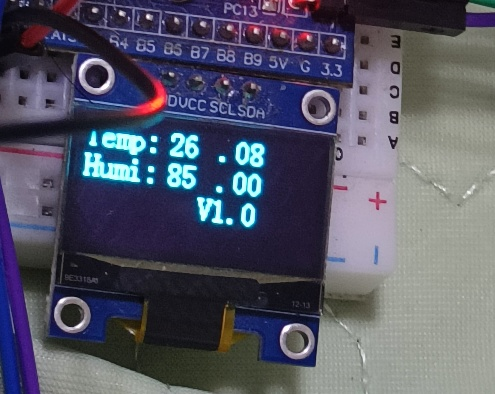 PC13
B4 B5 B6 B7 B8 B9 5V G 3.3
VCC SCL SDA
Temp: 26 .08
Humi: 85 .00
V1.0
12-13
E
D
C
B
A